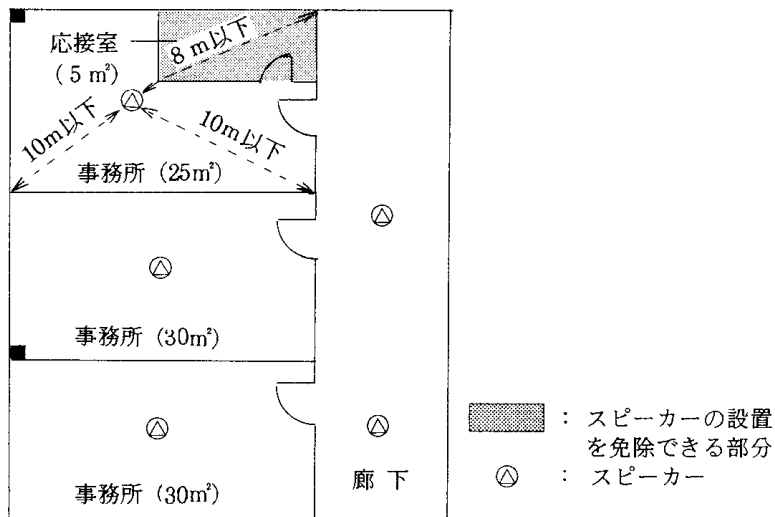 応接室
(5㎡)
8m以下
10m以下
10m以下
事務所 (25㎡)
事務所 (30㎡)
事務所 (30㎡)
廊下
: スピーカーの設置
を免除できる部分
: スピーカー